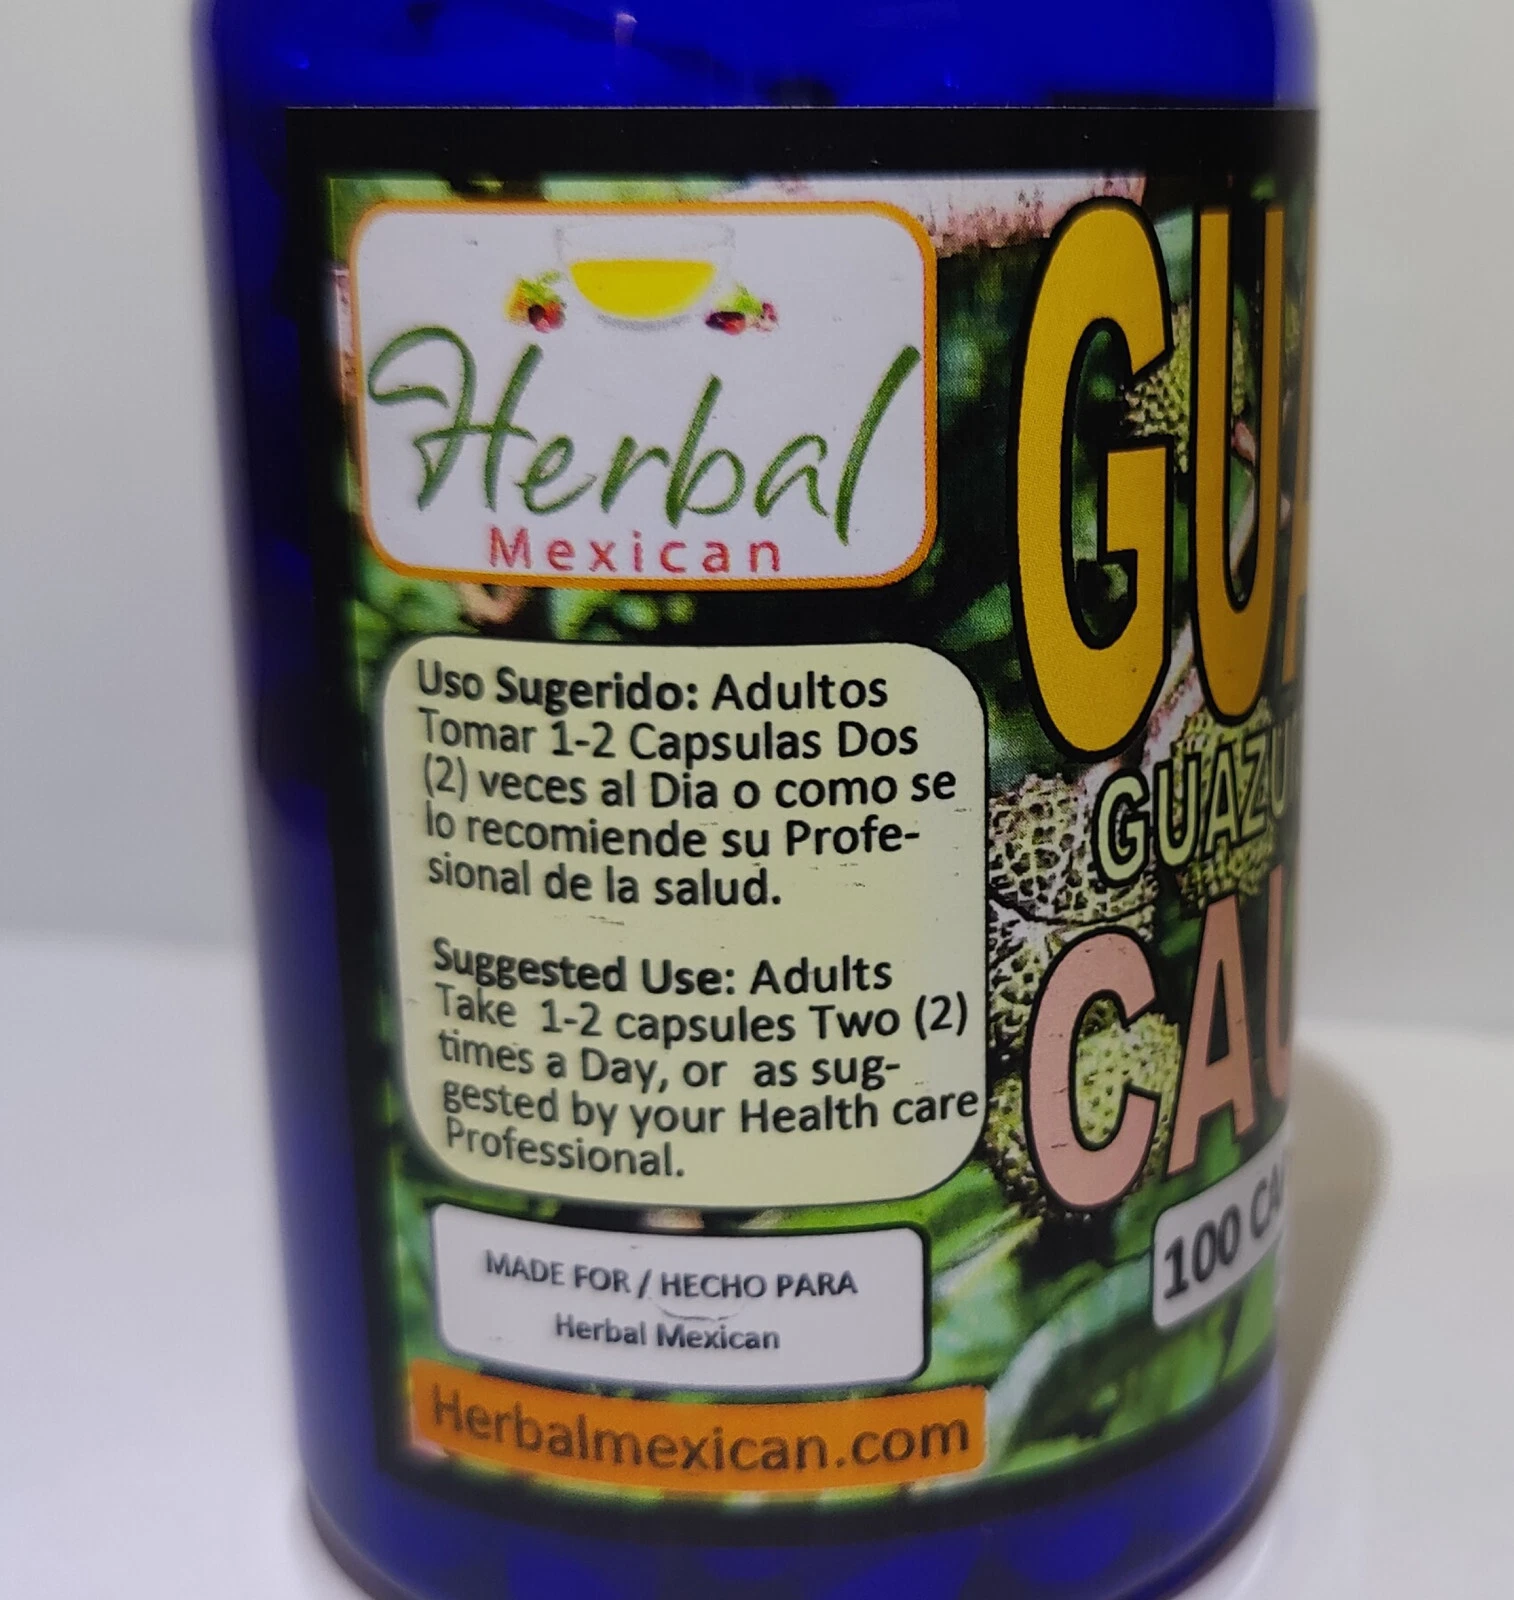 Herbal
Mexican
Uso Sugerido: Adultos
Tomar 1-2 Capsulas Dos
(2) veces al Dia o como se
lo recomiende su Profe-
sional de la salud.
Suggested Use: Adults
Take 1-2 capsules Two (2)
times a Day, or as sug-
gested by your Health care
Professional.
MADE FOR / HECHO PARA
Herbal Mexican
Herbalmexican.com
100